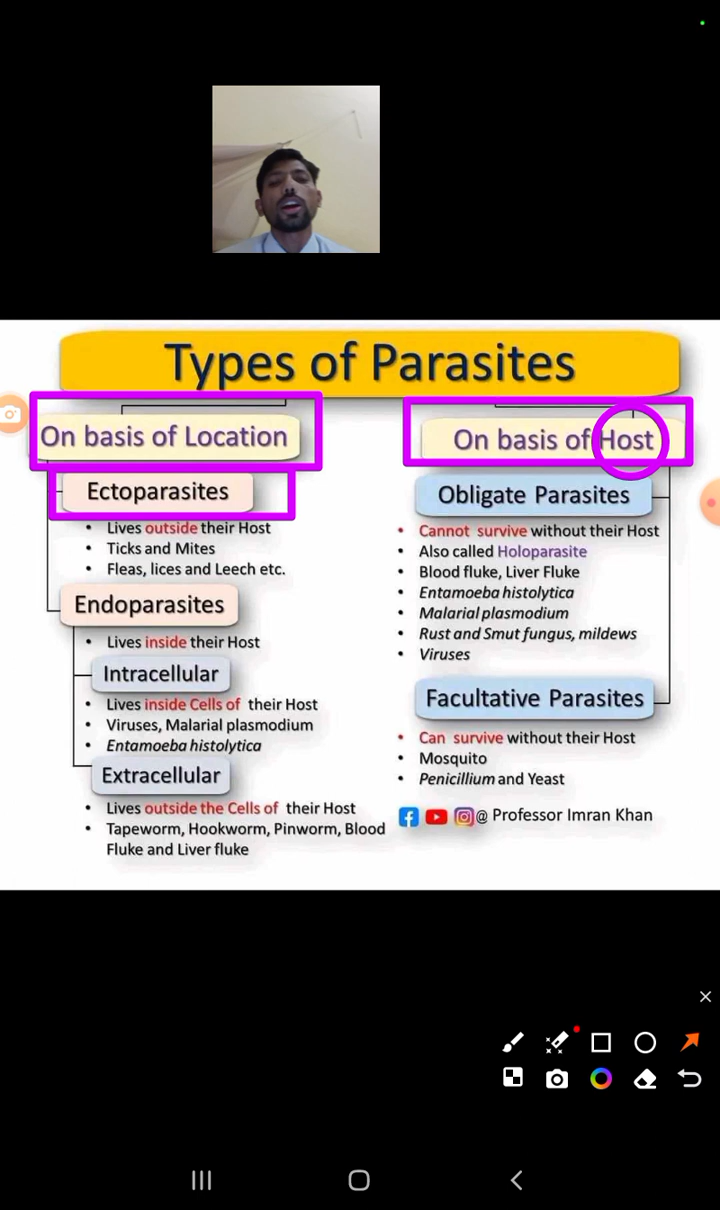 Types of Parasites
On basis of Location
Ectoparasites
• Lives outside their Host
• Ticks and Mites
• Fleas, lices and Leech etc.
Endoparasites
• Lives inside their Host
Intracellular
• Lives inside Cells of their Host
• Viruses, Malarial plasmodium
• Entamoeba histolytica
Extracellular
• Lives outside the Cells of their Host
• Tapeworm, Hookworm, Pinworm, Blood
Fluke and Liver fluke
On basis of Host
Obligate Parasites
• Cannot survive without their Host
• Also called Holoparasite
• Blood fluke, Liver Fluke
• Entamoeba histolytica
• Malarial plasmodium
• Rust and Smut fungus, mildews
• Viruses
Facultative Parasites
• Can survive without their Host
• Mosquito
• Penicillium and Yeast
@ Professor Imran Khan